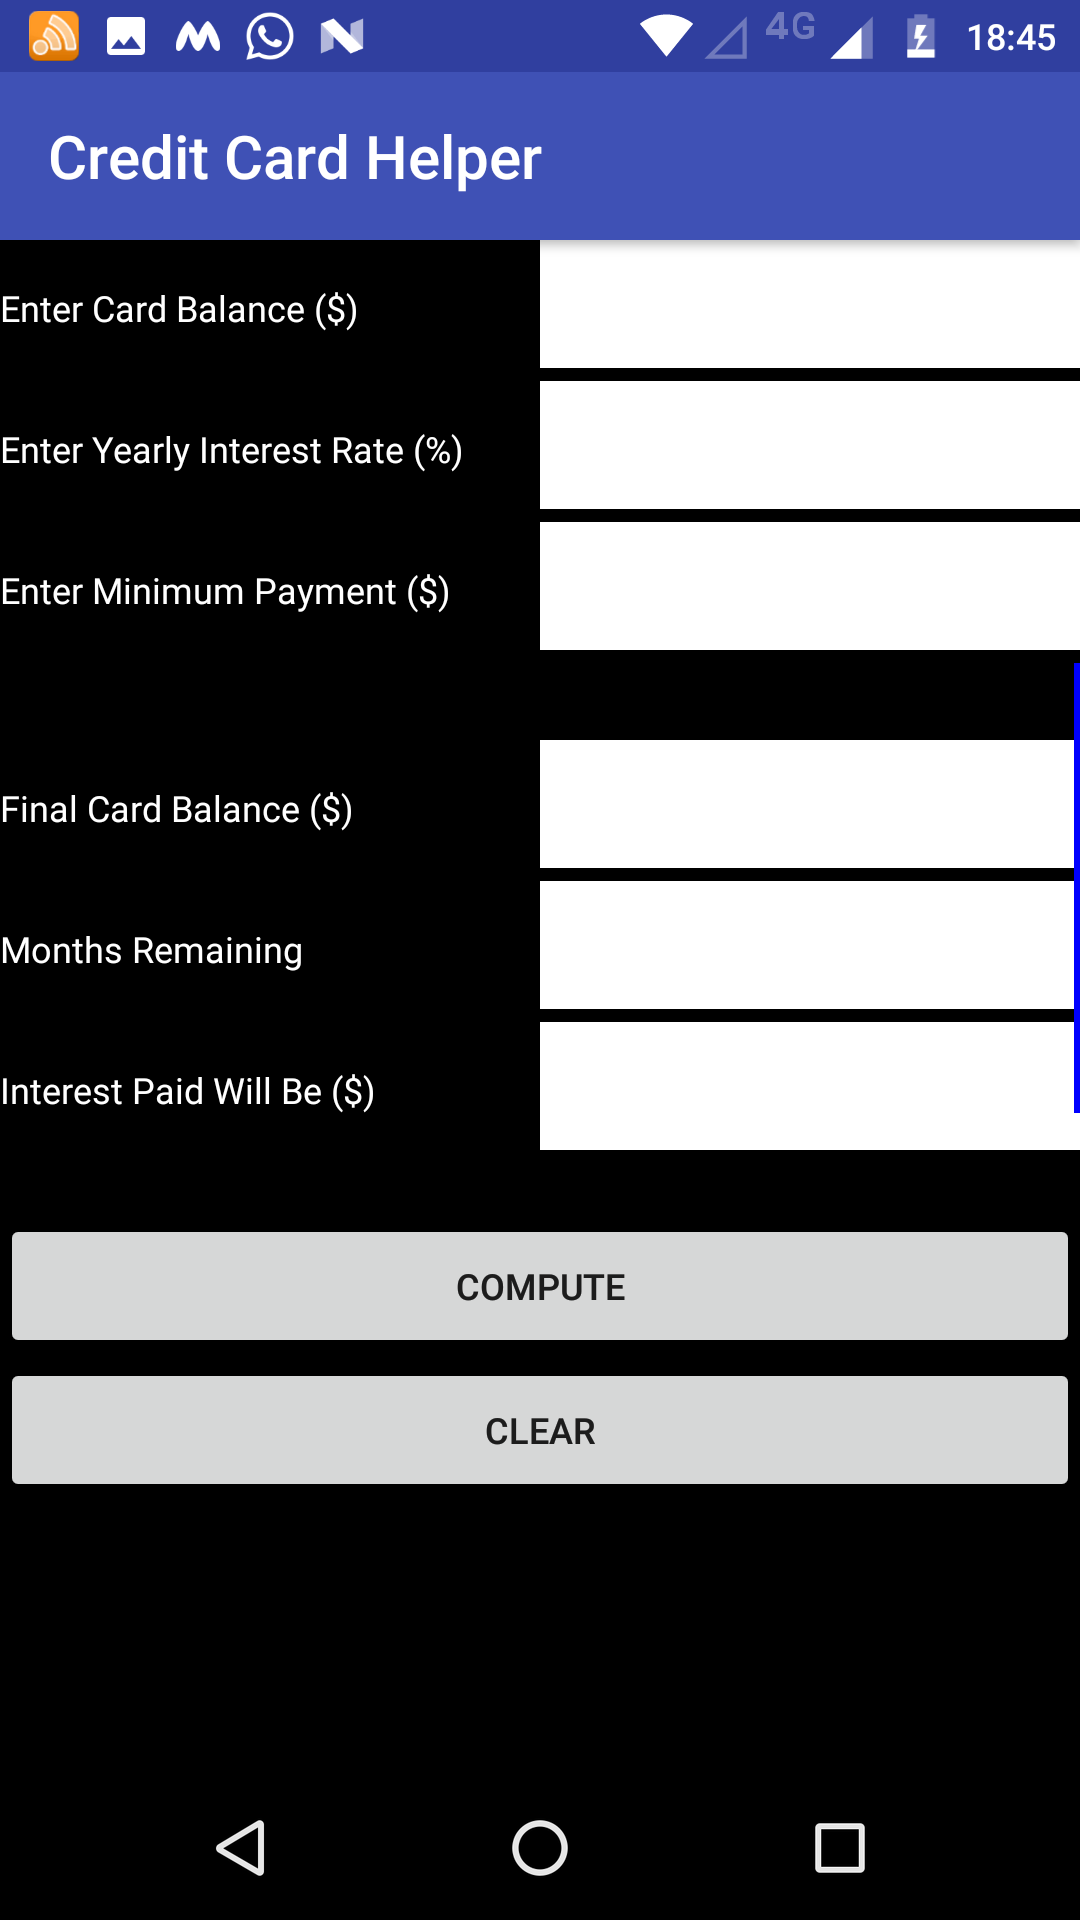 4G 18:45
Credit Card Helper
Enter Card Balance ($)
Enter Yearly Interest Rate (%)
Enter Minimum Payment ($)
Final Card Balance ($)
Months Remaining
Interest Paid Will Be ($)
COMPUTE
CLEAR